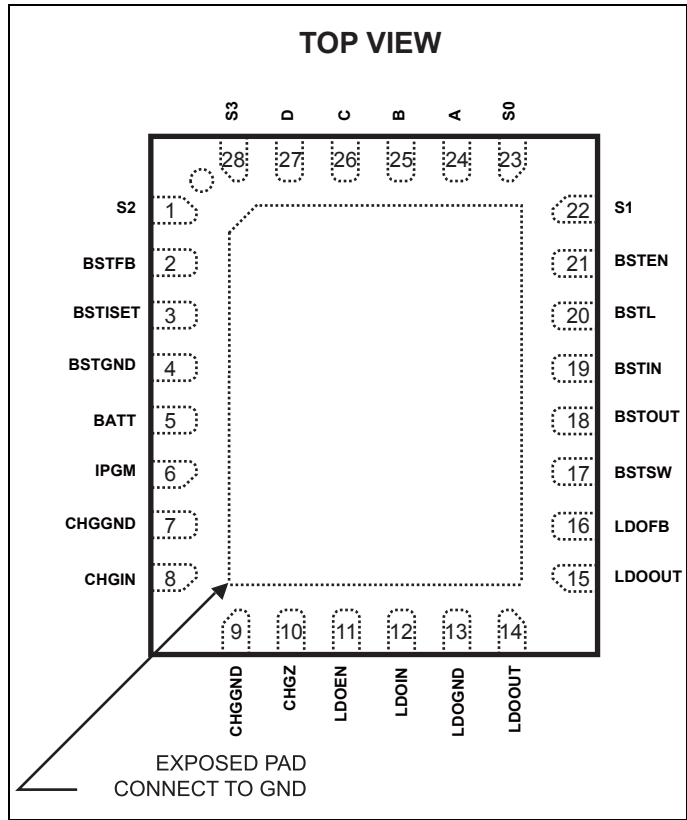 TOP VIEW
S3 D C B A S0
28 27 26 25 24 23
S2 1 22 S1
BSTFB 2 21 BSTEN
BSTISET 3 20 BSTL
BSTGND 4 19 BSTIN
BATT 5 18 BSTOUT
IPGM 6 17 BSTSW
CHGGND 7 16 LDOFB
CHGIN 8 15 LDOOUT
9 10 11 12 13 14
CHGGND CHGZ LDOEN LDOIN LDOGND LDOOUT
EXPOSED PAD
CONNECT TO GND